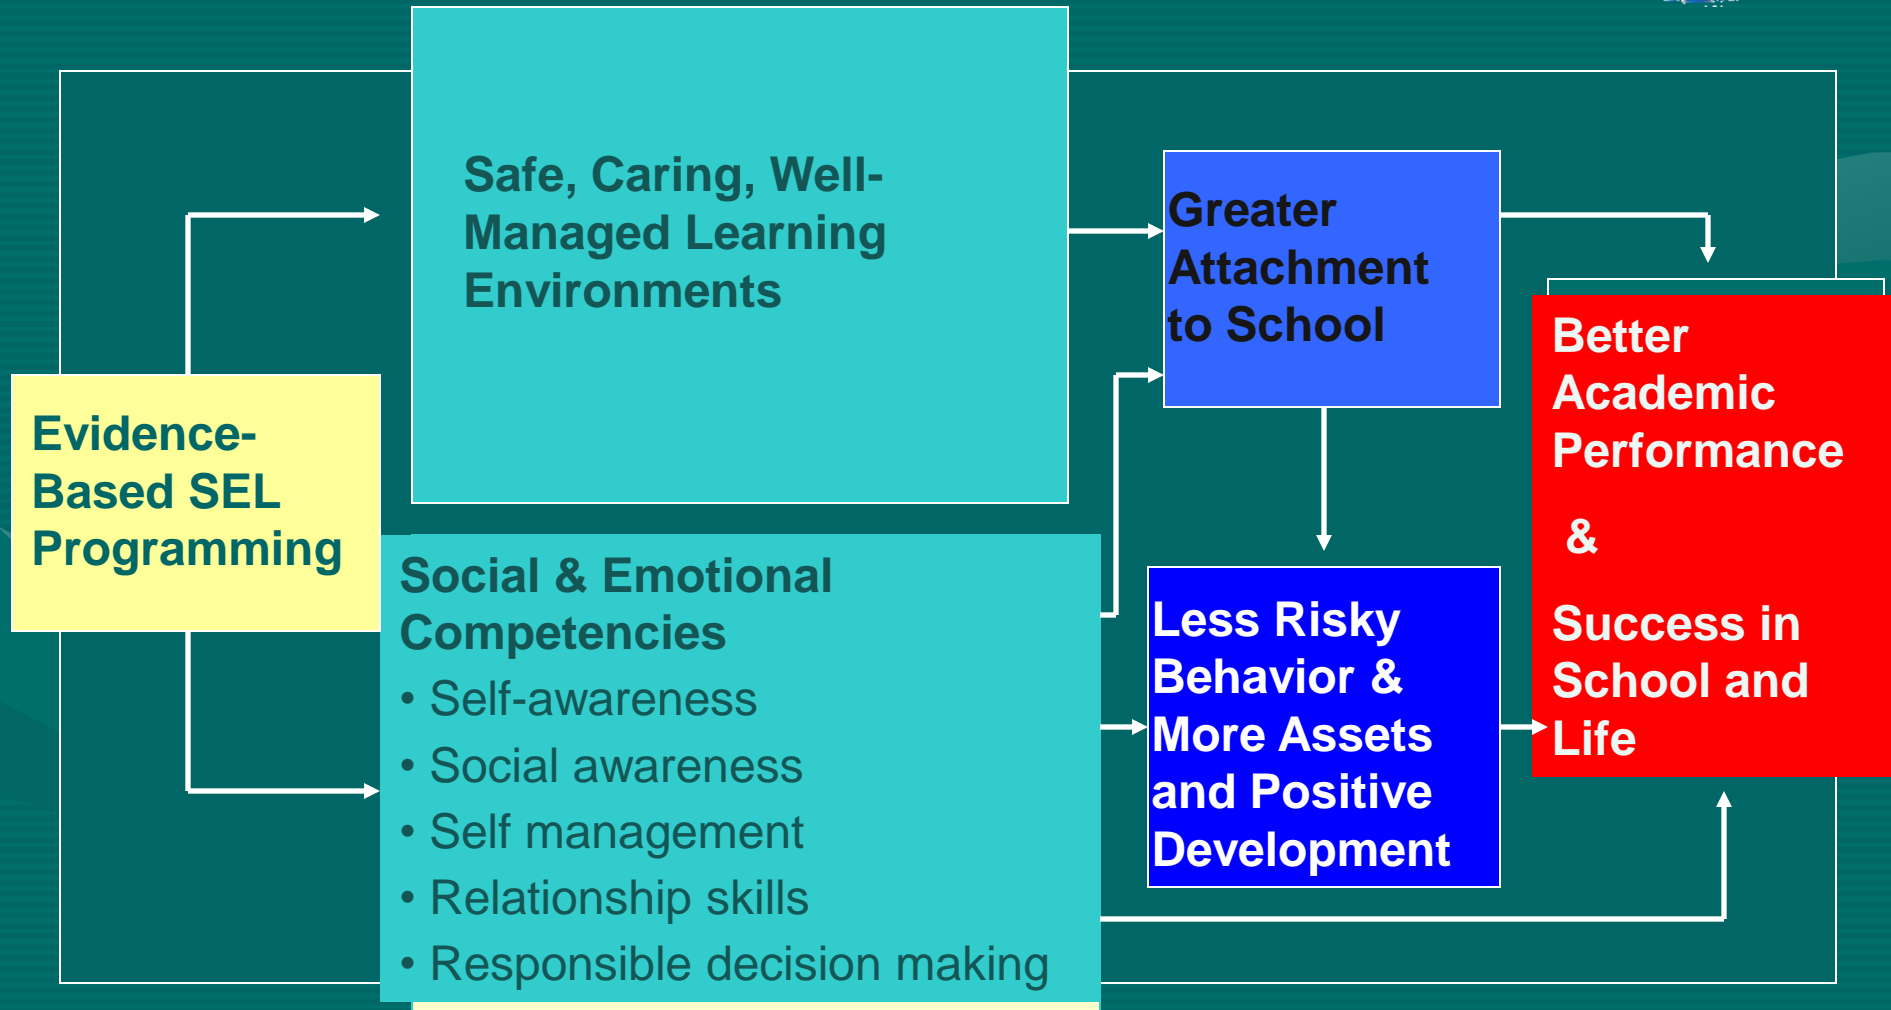 Safe, Caring, Well-
Managed Learning
Environments
Greater
Attachment
to School
Evidence-
Based SEL
Programming
Social & Emotional
Competencies
• Self-awareness
• Social awareness
• Self management
• Relationship skills
• Responsible decision making
Less Risky
Behavior &
More Assets
and Positive
Development
Better
Academic
Performance
&
Success in
School and
Life